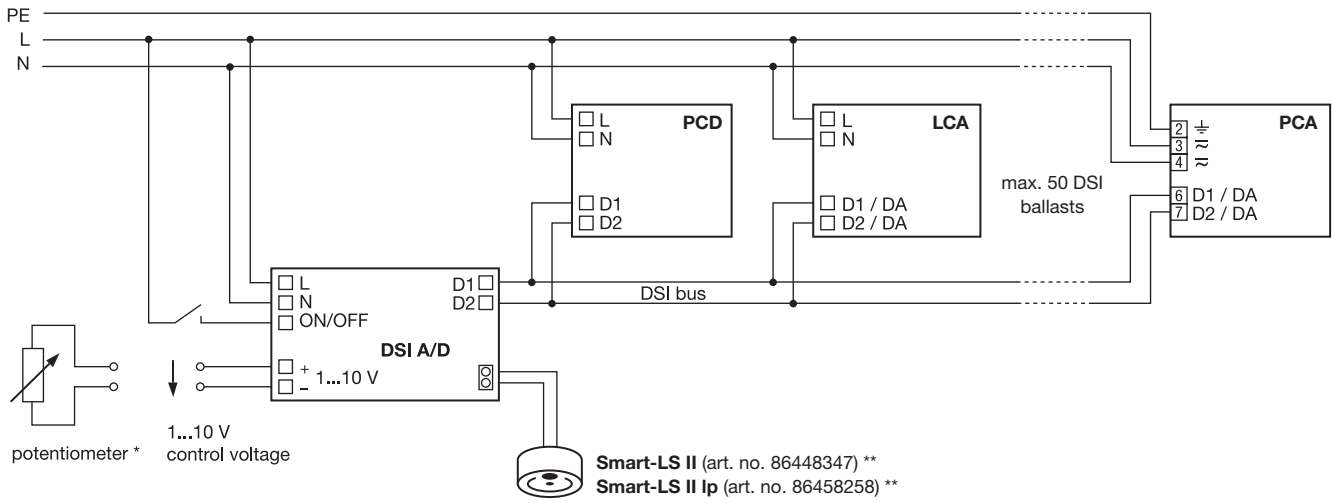 PE
L
N
L
N
PCD
D1
D2
L
N
LCA
D1 / DA
D2 / DA
max. 50 DSI
ballasts
2
3
4
PCA
6 D1 / DA
7 D2 / DA
L
N
ON/OFF
D1
D2
DSI A/D
+
–
1...10 V
DSI bus
potentiometer *
1...10 V
control voltage
Smart-LS II (art. no. 86448347) **
Smart-LS II lp (art. no. 86458258) **